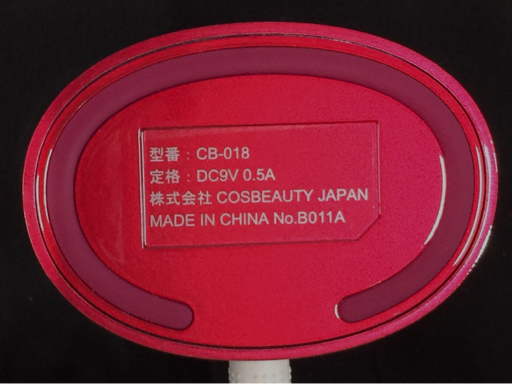 型番：CB-018
定格：DC9V 0.5A
株式会社 COSBEAUTY JAPAN
MADE IN CHINA No.B011A